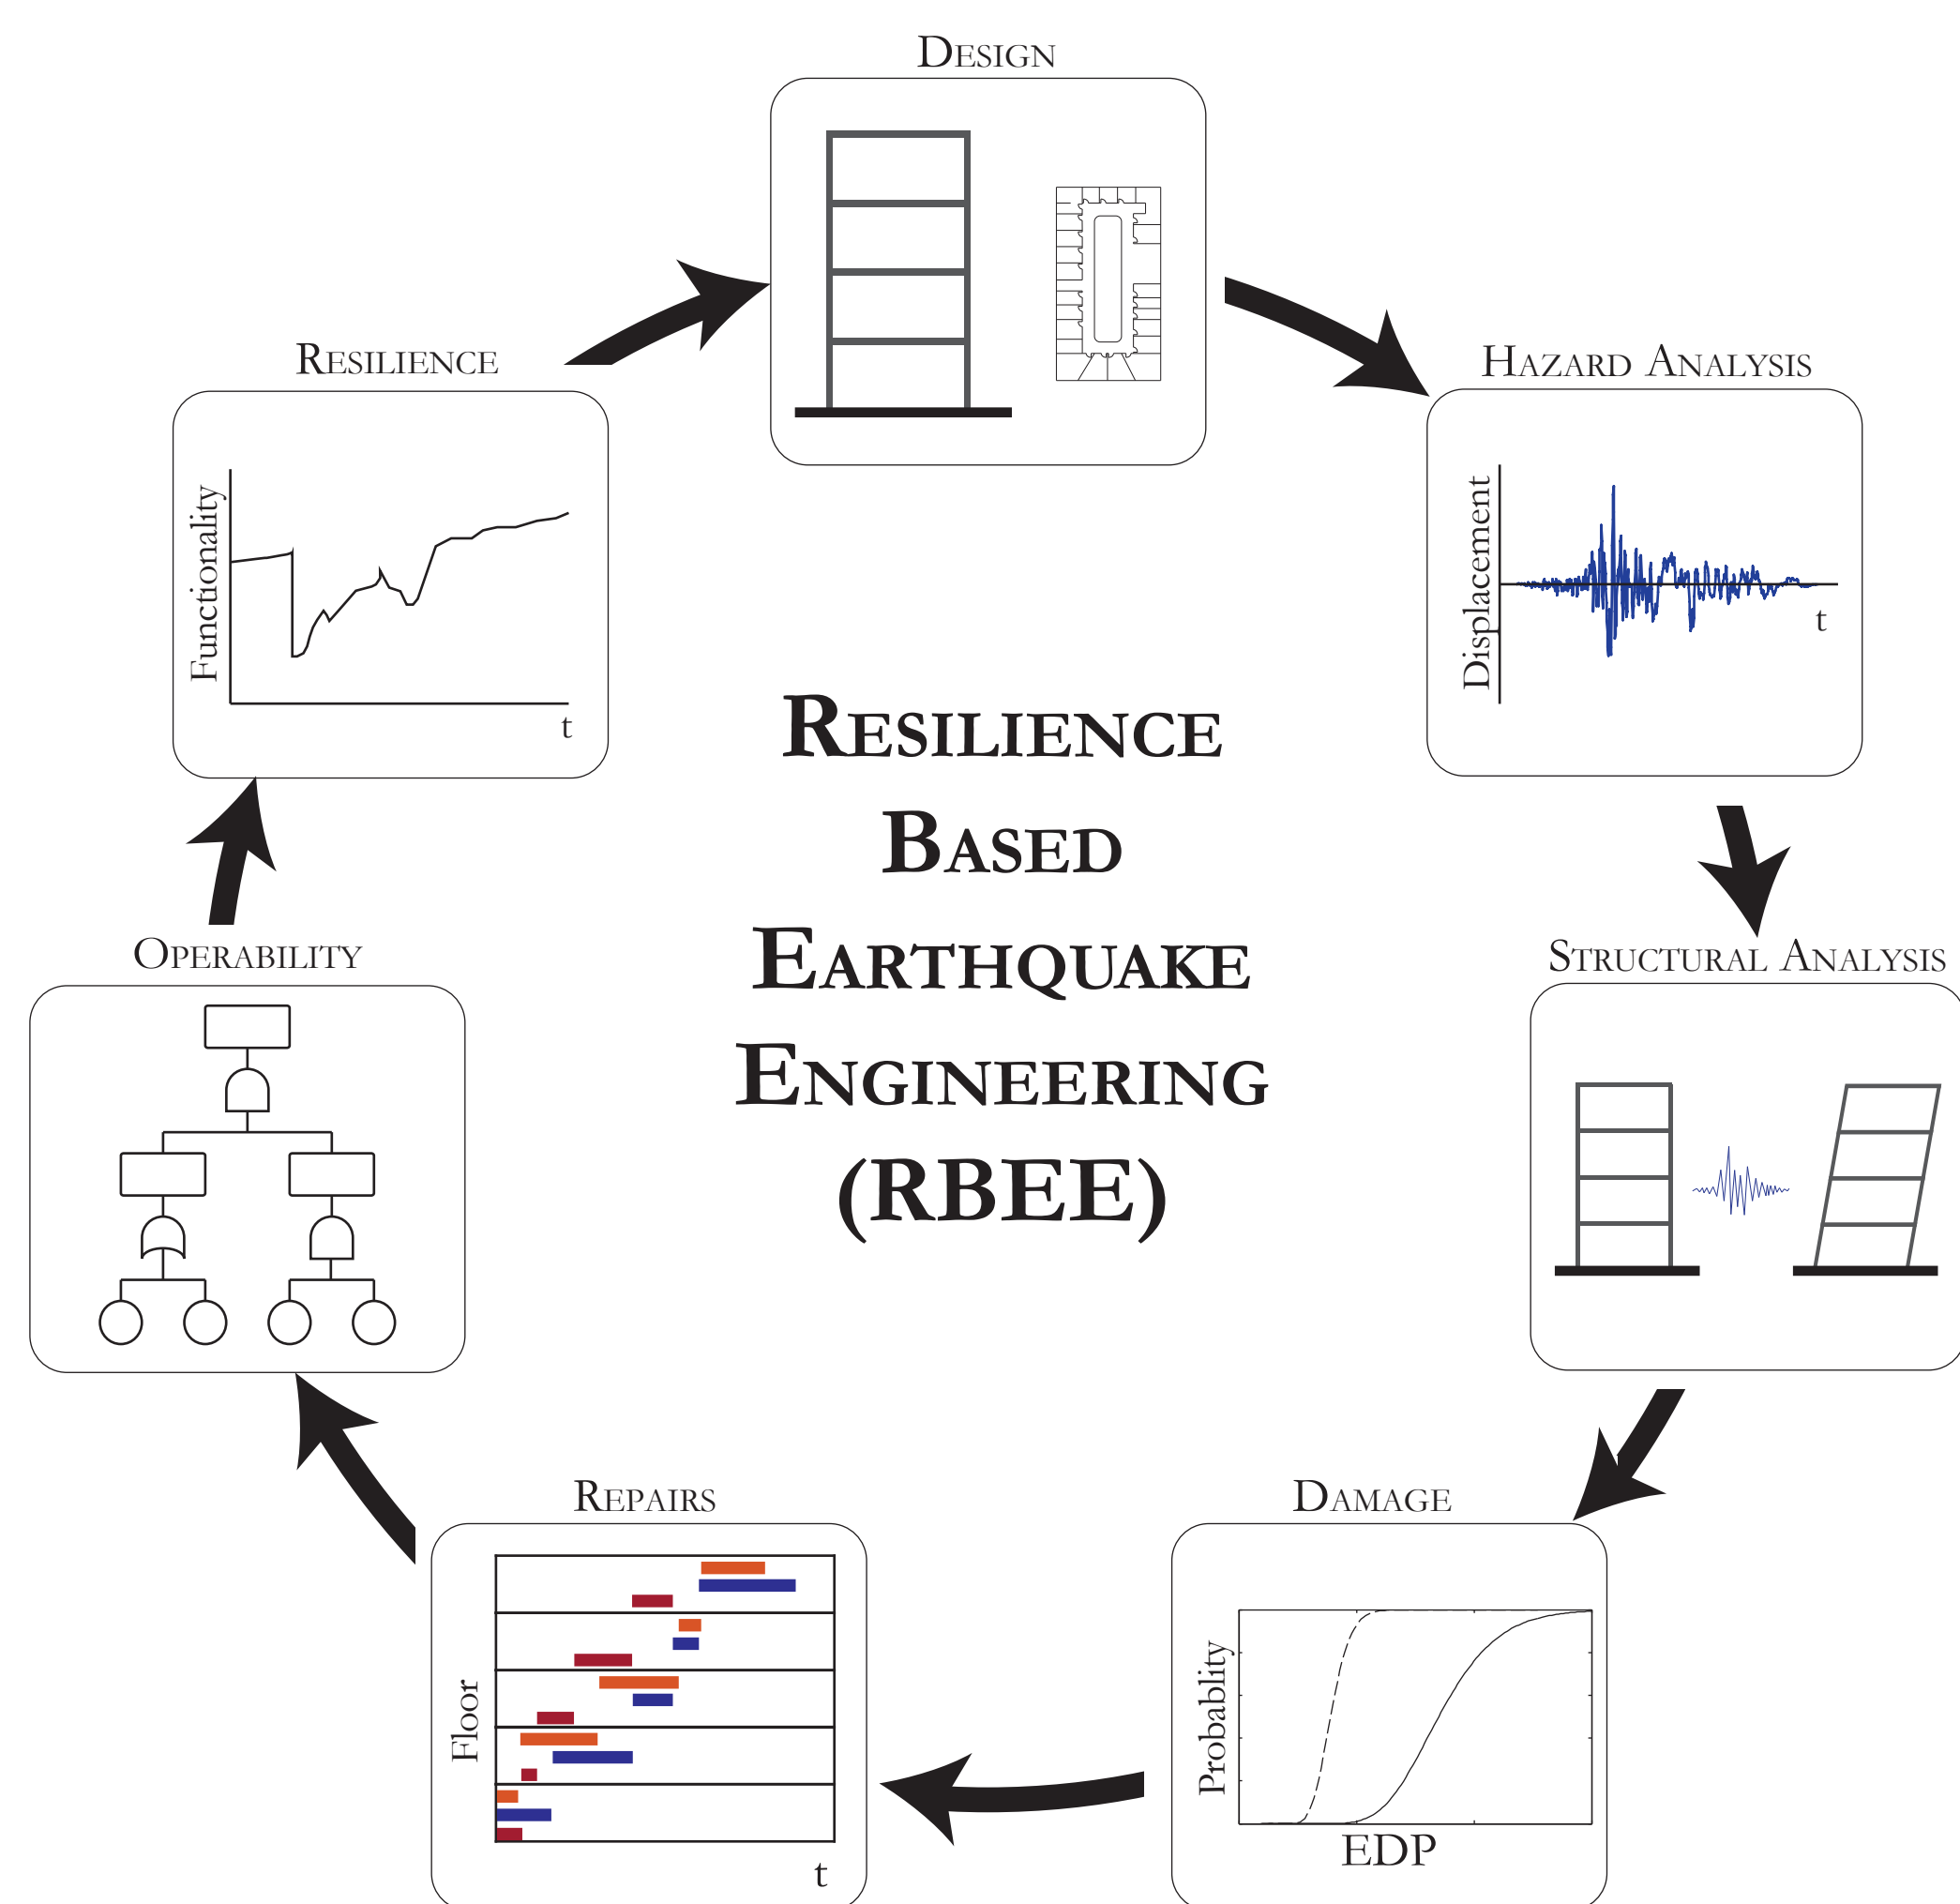 Design
Resilience
Hazard Analysis
Functionality
t
Displacement
t
Resilience
Based
Earthquake
Engineering
(RBEE)
Operability
Structural Analysis
Repairs
Damage
Floor
t
Probablity
EDP